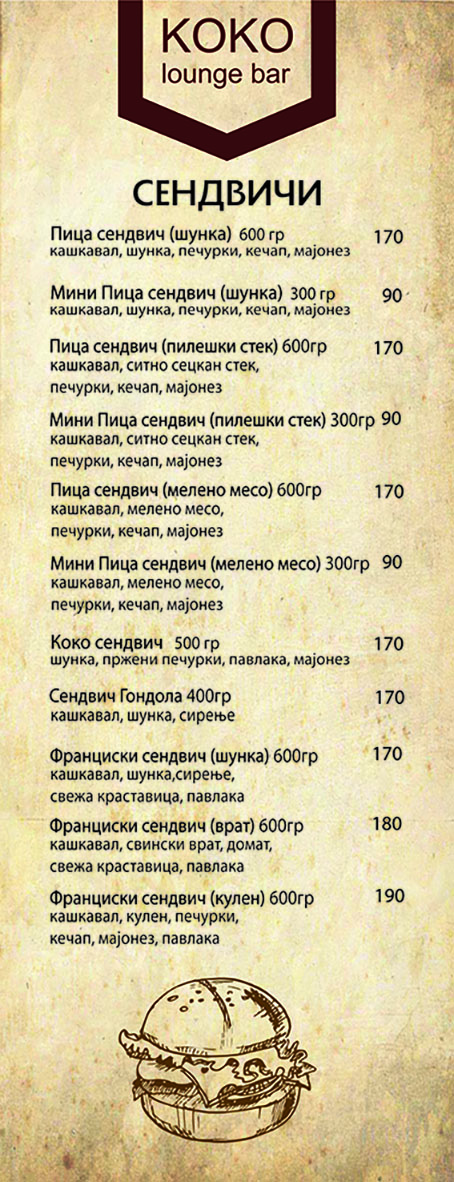 KOKO
lounge bar
СЕНДВИЧИ
Пица сендвич (шунка) 600 гр 170
кашкавал, шунка, печурки, кечап, мајонез
Мини Пица сендвич (шунка) 300 гр 90
кашкавал, шунка, печурки, кечап, мајонез
Пица сендвич (пилешки стек) 600гр 170
кашкавал, ситно сецкан стек,
печурки, кечап, мајонез
Мини Пица сендвич (пилешки стек) 300гр 90
кашкавал, ситно сецкан стек,
печурки, кечап, мајонез
Пица сендвич (мелено месо) 600гр 170
кашкавал, мелено месо,
печурки, кечап, мајонез
Мини Пица сендвич (мелено месо) 300гр 90
кашкавал, мелено месо,
печурки, кечап, мајонез
Коко сендвич 500 гр 170
шунка, пржени печурки, павлака, мајонез
Сендвич Гондола 400гр 170
кашкавал, шунка, сирење
Франциски сендвич (шунка) 600гр 170
кашкавал, шунка,сирење,
свежа краставица, павлака
Франциски сендвич (врат) 600гр 180
кашкавал, свински врат, домат,
свежа краставица, павлака
Франциски сендвич (кулен) 600гр 190
кашкавал, кулен, печурки,
кечап, мајонез, павлака